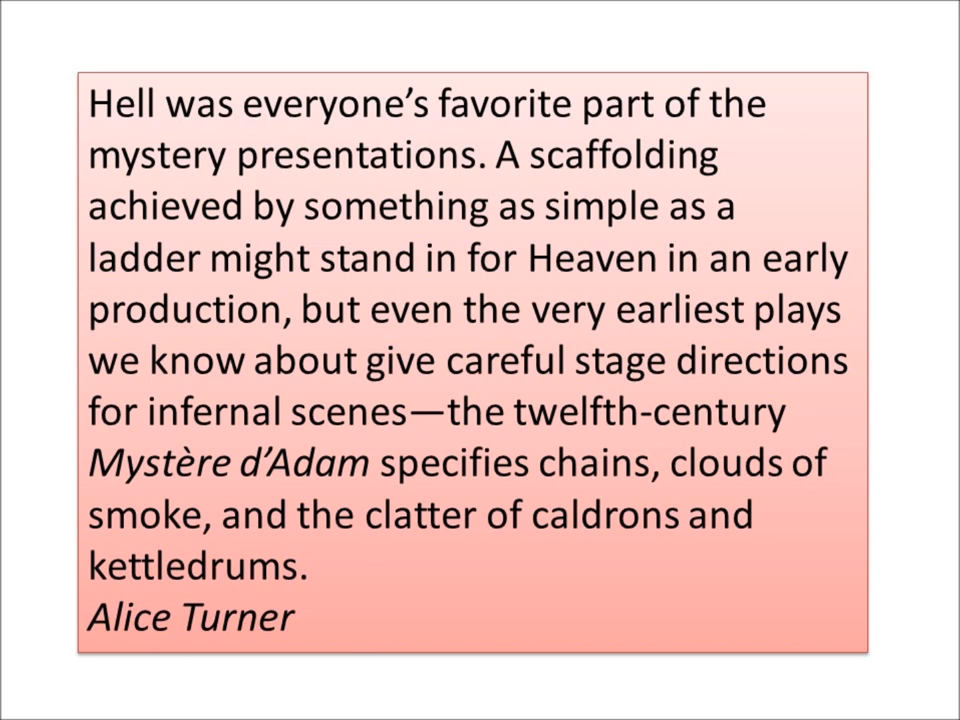 Hell was everyone’s favorite part of the
mystery presentations. A scaffolding
achieved by something as simple as a
ladder might stand in for Heaven in an early
production, but even the very earliest plays
we know about give careful stage directions
for infernal scenes—the twelfth-century
Mystère d’Adam specifies chains, clouds of
smoke, and the clatter of caldrons and
kettledrums.
Alice Turner